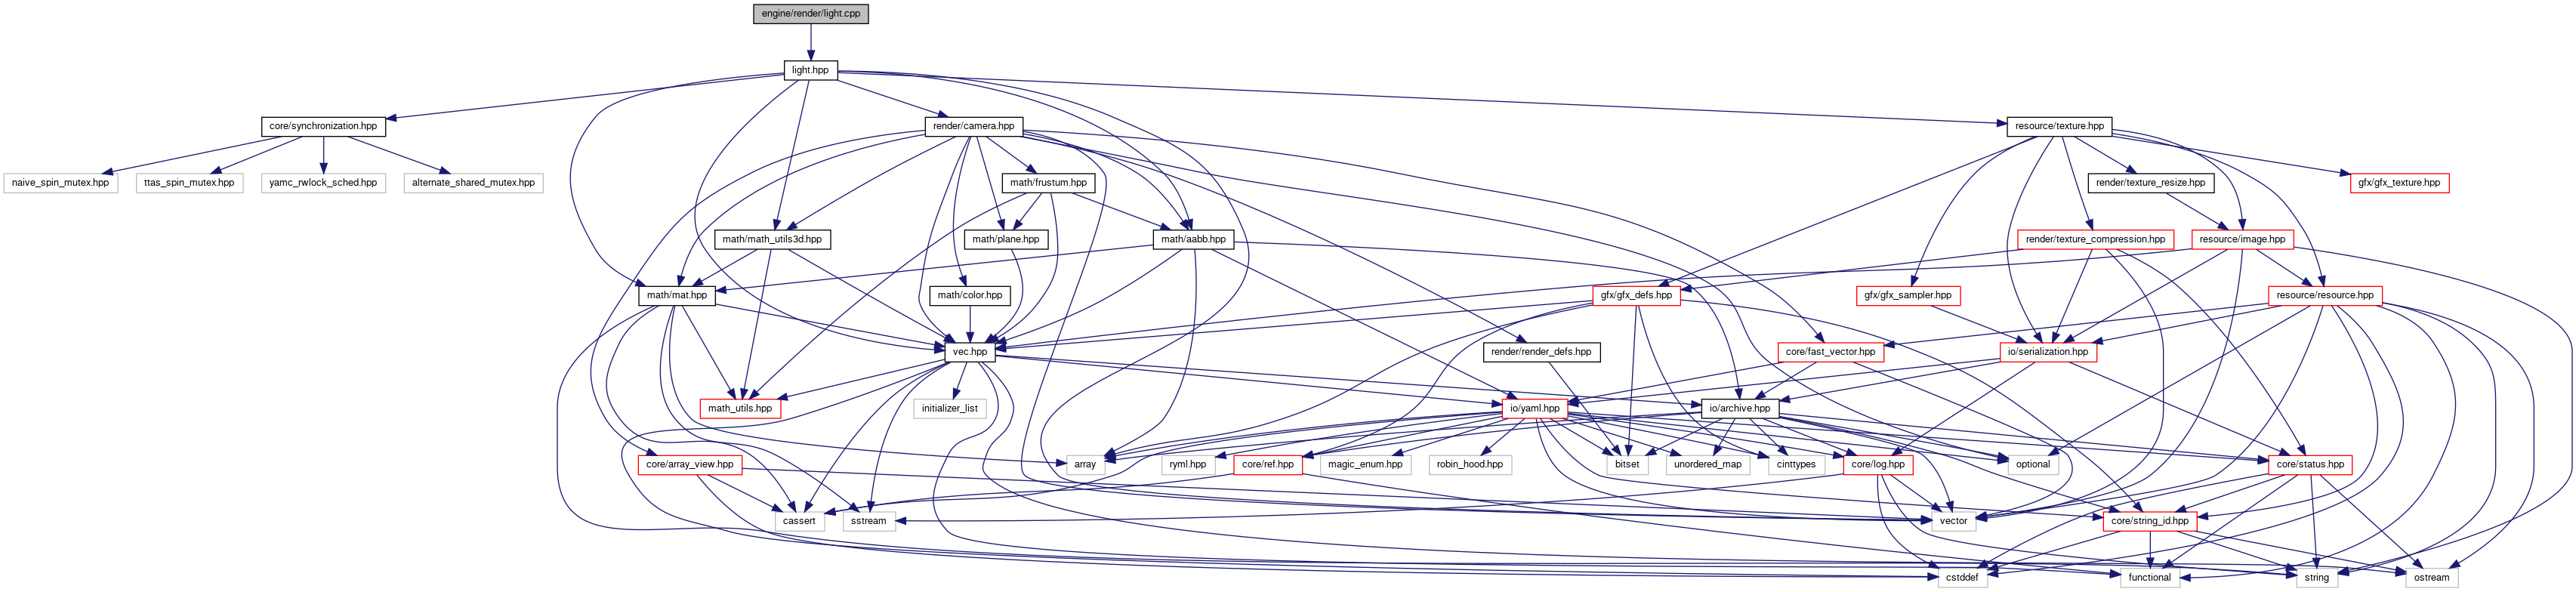 engine/render/light.cpp
light.hpp
core/synchronization.hpp
render/camera.hpp
resource/texture.hpp
naive_spin_mutex.hpp
ttas_spin_mutex.hpp
yamc_rwlock_sched.hpp
alternate_shared_mutex.hpp
math/frustum.hpp
render/texture_resize.hpp
gfx/gfx_texture.hpp
math/math_utils3d.hpp
math/plane.hpp
math/aabb.hpp
render/texture_compression.hpp
resource/image.hpp
math/mat.hpp
math/color.hpp
gfx/gfx_defs.hpp
gfx/gfx_sampler.hpp
resource/resource.hpp
vec.hpp
render/render_defs.hpp
core/fast_vector.hpp
io/serialization.hpp
math_utils.hpp
initializer_list
io/yaml.hpp
io/archive.hpp
core/array_view.hpp
array
ryml.hpp
core/ref.hpp
magic_enum.hpp
robin_hood.hpp
bitset
unordered_map
cinttypes
core/log.hpp
optional
core/status.hpp
cassert
sstream
vector
core/string_id.hpp
cstddef
functional
string
ostream